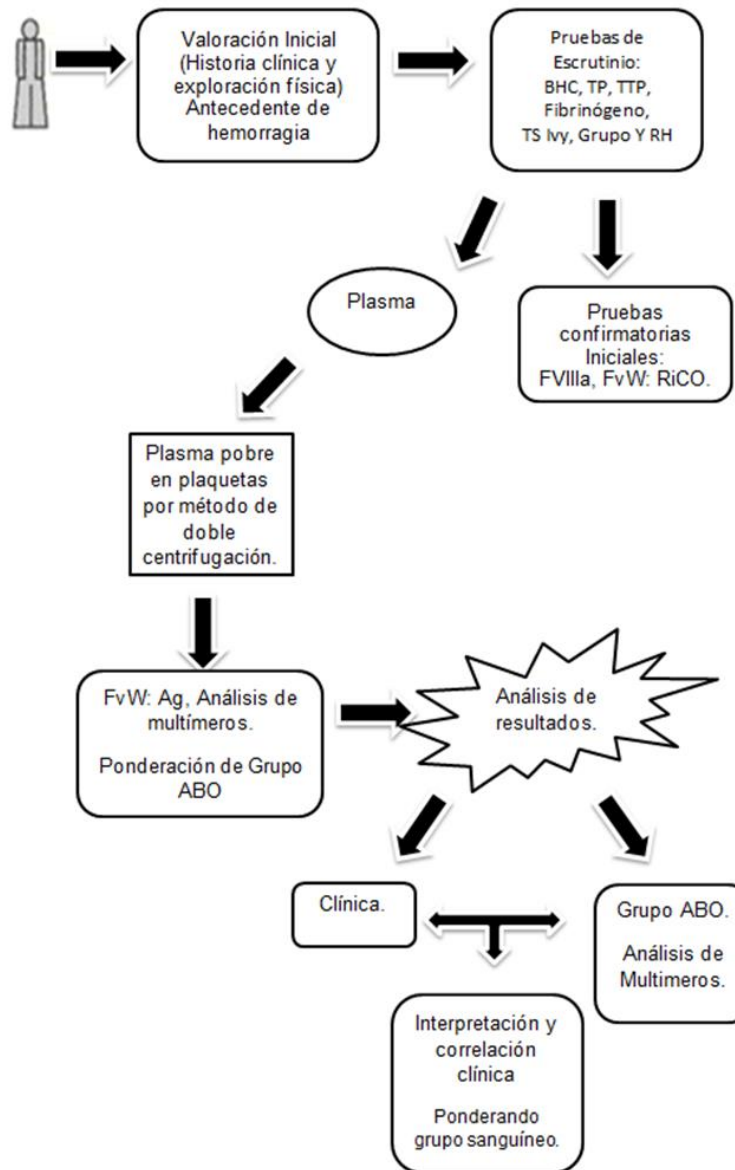 Valoración Inicial
(Historia clínica y
exploración física)
Antecedente de
hemorragia
Pruebas de
Escrutinio:
BHC, TP, TTP,
Fibrinógeno,
TS Ivy, Grupo Y RH
Plasma
Pruebas
confirmatorias
Iniciales:
FVIIIa, FvW: RiCO.
Plasma pobre
en plaquetas
por método de
doble
centrifugación.
FvW: Ag, Análisis de
multímeros.
Ponderación de Grupo
ABO
Análisis de
resultados.
Clínica.
Grupo ABO.
Análisis de
Multimeros.
Interpretación y
correlación
clínica
Ponderando
grupo sanguíneo.